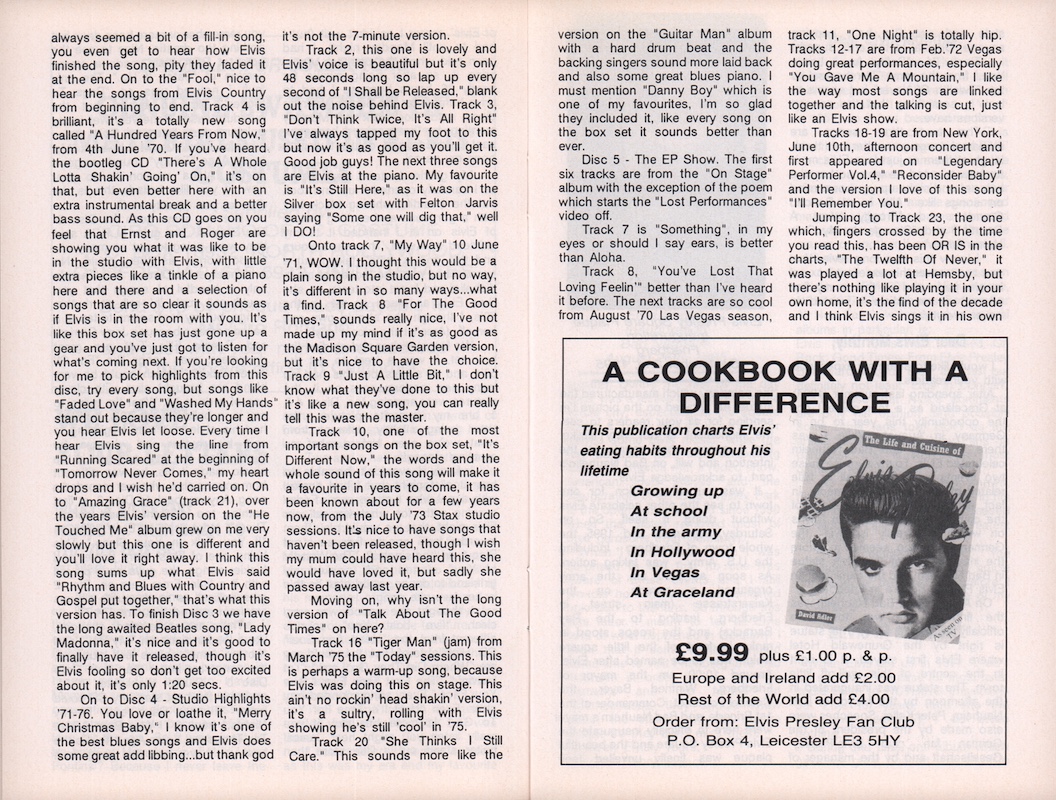 always seemed a bit of a fill-in song,
you even get to hear how Elvis
finished the song, pity they faded it
at the end. On to the "Fool," nice to
hear the songs from Elvis Country
from beginning to end. Track 4 is
brilliant, it's a totally new song
called "A Hundred Years From Now,"
from 4th June '70. If you've heard
the bootleg CD "There's A Whole
Lotta Shakin' Going' On," it's on
that, but even better here with an
extra instrumental break and a better
bass sound. As this CD goes on you
feel that Ernst and Roger are
showing you what it was like to be
in the studio with Elvis, with little
extra pieces like a tinkle of a piano
here and there and a selection of
songs that are so clear it sounds as
if Elvis is in the room with you. It's
like this box set has just gone up a
gear and you've just got to listen for
what's coming next. If you're looking
for me to pick highlights from this
disc, try every song, but songs like
"Faded Love" and "Washed My Hands"
stand out because they're longer and
you hear Elvis let loose. Every time I
hear Elvis sing the line from
"Running Scared" at the beginning of
"Tomorrow Never Comes," my heart
drops and I wish he'd carried on. On
to "Amazing Grace" (track 21), over
the years Elvis' version on the "He
Touched Me" album grew on me very
slowly but this one is different and
you'll love it right away. I think this
song sums up what Elvis said
"Rhythm and Blues with Country and
Gospel put together," that's what this
version has. To finish Disc 3 we have
the long awaited Beatles song, "Lady
Madonna," it's nice and it's good to
finally have it released, though it's
Elvis fooling so don't get too excited
about it, it's only 1:20 secs.
On to Disc 4 - Studio Highlights
'71-76. You love or loathe it, "Merry
Christmas Baby," I know it's one of
the best blues songs and Elvis does
some great add libbing...but thank god
it's not the 7-minute version.
Track 2, this one is lovely and
Elvis' voice is beautiful but it's only
48 seconds long so lap up every
second of "I Shall be Released," blank
out the noise behind Elvis. Track 3,
"Don't Think Twice, It's All Right"
I've always tapped my foot to this
but now it's as good as you'll get it.
Good job guys! The next three songs
are Elvis at the piano. My favourite
is "It's Still Here," as it was on the
Silver box set with Felton Jarvis
saying "Some one will dig that," well
I DO!
Onto track 7, "My Way" 10 June
'71, WOW. I thought this would be a
plain song in the studio, but no way,
it's different in so many ways...what
a find. Track 8 "For The Good
Times," sounds really nice, I've not
made up my mind if it's as good as
the Madison Square Garden version,
but it's nice to have the choice.
Track 9 "Just A Little Bit," I don't
know what they've done to this but
it's like a new song, you can really
tell this was the master.
Track 10, one of the most
important songs on the box set, "It's
Different Now," the words and the
whole sound of this song will make it
a favourite in years to come, it has
been known about for a few years
now, from the July '73 Stax studio
sessions. It's nice to have songs that
haven't been released, though I wish
my mum could have heard this, she
would have loved it, but sadly she
passed away last year.
Moving on, why isn't the long
version of "Talk About The Good
Times" on here?
Track 16 "Tiger Man" (jam) from
March '75 the "Today" sessions. This
is perhaps a warm-up song, because
Elvis was doing this on stage. This
ain't no rockin' head shakin' version,
it's a sultry, rolling with Elvis
showing he's still 'cool' in '75.
Track 20 "She Thinks I Still
Care." This sounds more like the
version on the "Guitar Man" album
with a hard drum beat and the
backing singers sound more laid back
and also some great blues piano. I
must mention "Danny Boy" which is
one of my favourites, I'm so glad
they included it, like every song on
the box set it sounds better than
ever.
Disc 5 - The EP Show. The first
six tracks are from the "On Stage"
album with the exception of the poem
which starts the "Lost Performances"
video off.
Track 7 is "Something", in my
eyes or should I say ears, is better
than Aloha.
Track 8, "You've Lost That
Loving Feelin'" better than I've heard
it before. The next tracks are so cool
from August '70 Las Vegas season,
track 11, "One Night" is totally hip.
Tracks 12-17 are from Feb.'72 Vegas
doing great performances, especially
"You Gave Me A Mountain," I like
the way most songs are linked
together and the talking is cut, just
like an Elvis show.
Tracks 18-19 are from New York,
June 10th, afternoon concert and
first appeared on "Legendary
Performer Vol.4," "Reconsider Baby"
and the version I love of this song
"I'll Remember You."
Jumping to Track 23, the one
which, fingers crossed by the time
you read this, has been OR IS in the
charts, "The Twelfth Of Never," it
was played a lot at Hemsby, but
there's nothing like playing it in your
own home, it's the find of the decade
and I think Elvis sings it in his own
A COOKBOOK WITH A
DIFFERENCE
This publication charts Elvis'
eating habits throughout his
lifetime
Growing up
At school
In the army
In Hollywood
In Vegas
At Graceland
The Life and Cuisine of
Elvis Presley
David Adler
As seen on
TV
£9.99 plus £1.00 p. & p.
Europe and Ireland add £2.00
Rest of the World add £4.00
Order from: Elvis Presley Fan Club
P.O. Box 4, Leicester LE3 5HY